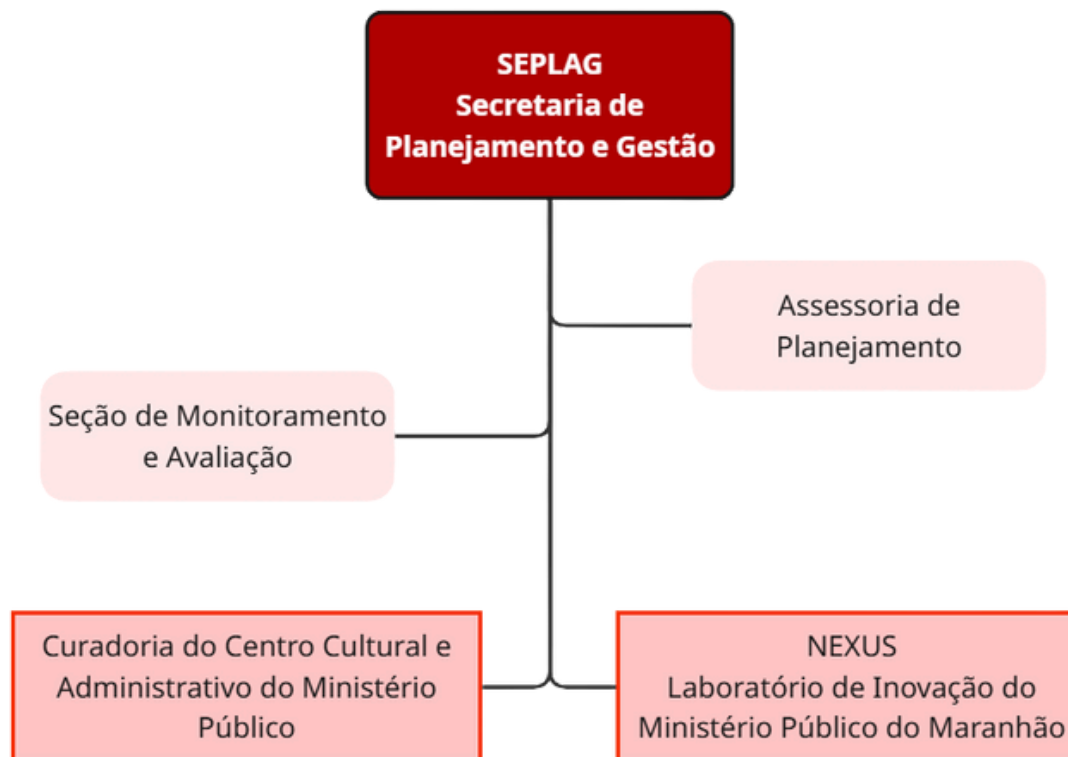 SEPLAG
Secretaria de
Planejamento e Gestão
Assessoria de
Planejamento
Seção de Monitoramento
e Avaliação
Curadoria do Centro Cultural e
Administrativo do Ministério
Público
NEXUS
Laboratório de Inovação do
Ministério Público do Maranhão